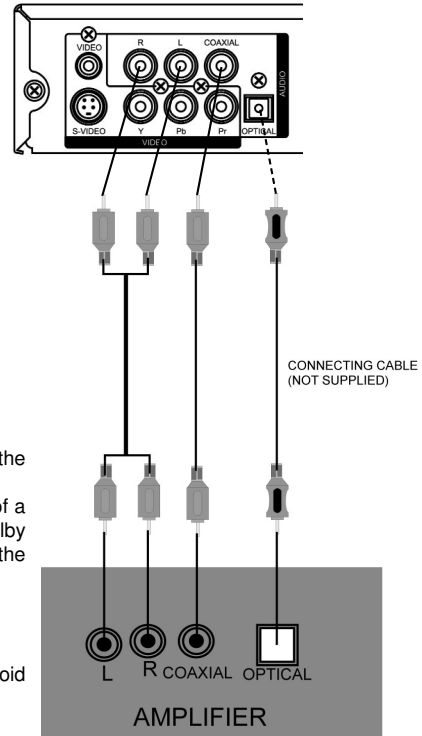 VIDEO R L COAXIAL
AUDIO
S-VIDEO Y Pb Pr OPTICAL
VIDEO
CONNECTING CABLE
(NOT SUPPLIED)
the
of a
lby
the
oid
L R COAXIAL OPTICAL
AMPLIFIER